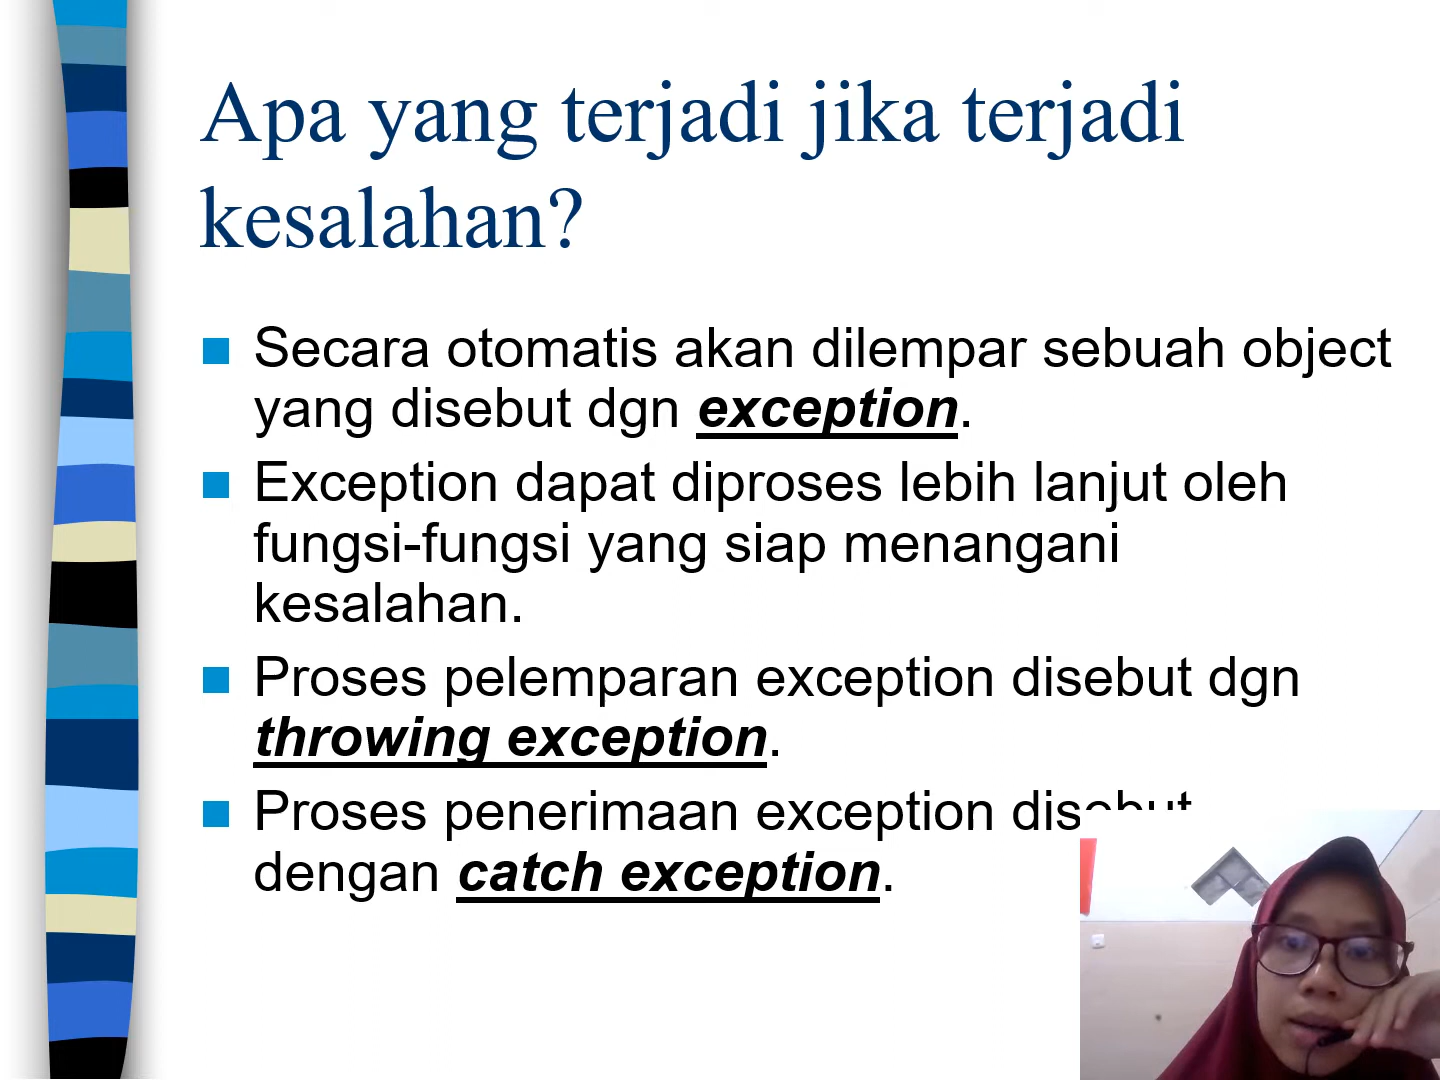 Apa yang terjadi jika terjadi
kesalahan?
Secara otomatis akan dilempar sebuah object
yang disebut dgn exception.
Exception dapat diproses lebih lanjut oleh
fungsi-fungsi yang siap menangani
kesalahan.
Proses pelemparan exception disebut dgn
throwing exception.
Proses penerimaan exception disebut
dengan catch exception.